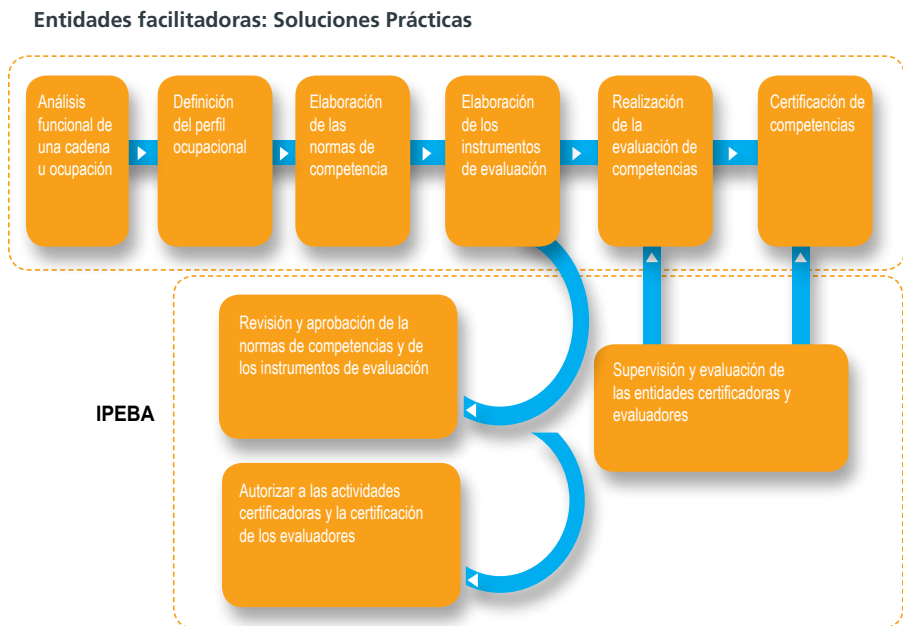 Entidades facilitadoras: Soluciones Prácticas
Análisis
funcional de
una cadena
u ocupación
Definición
del perfil
ocupacional
Elaboración
de las
normas de
competencia
Elaboración
de los
instrumentos
de evaluación
Realización
de la
evaluación de
competencias
Certificación de
competencias
Revisión y aprobación de la
normas de competencias y de
los instrumentos de evaluación
Supervisión y evaluación de
las entidades certificadoras y
evaluadores
IPEBA
Autorizar a las actividades
certificadoras y la certificación
de los evaluadores